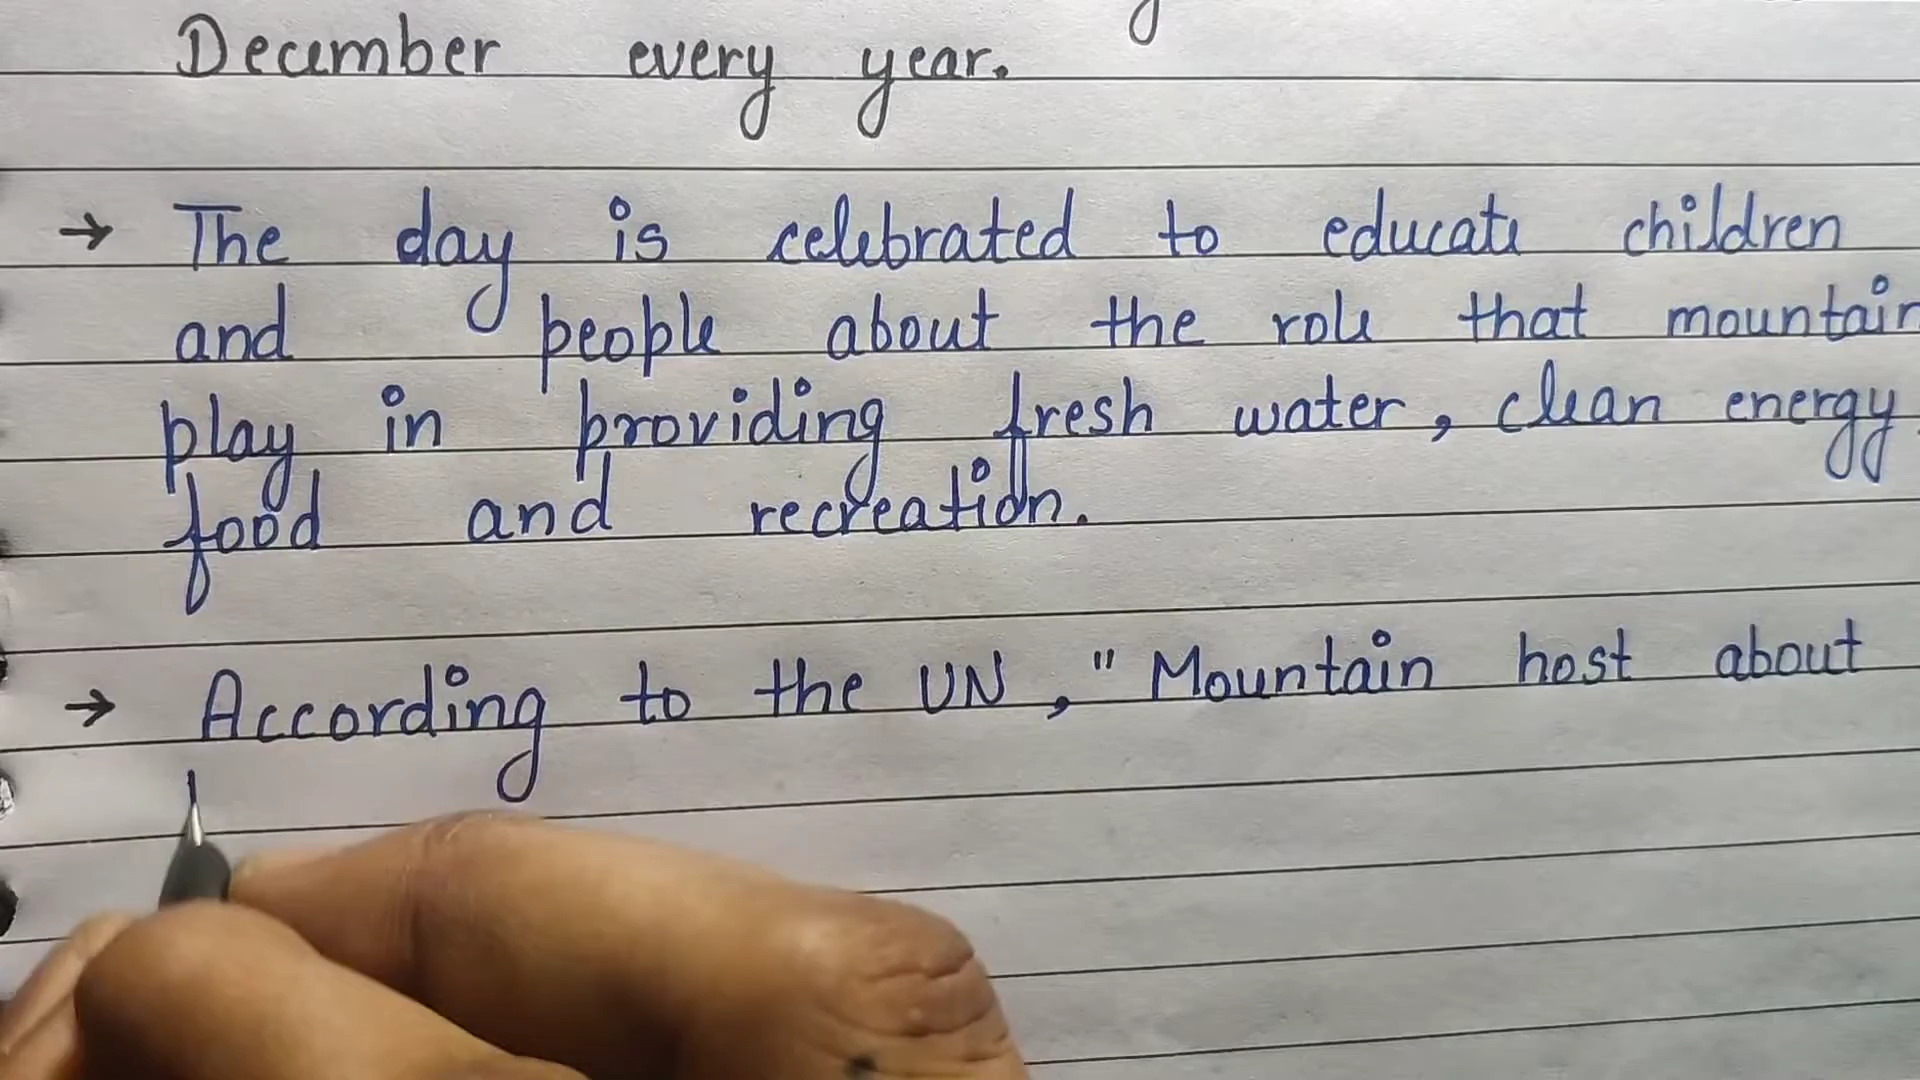 December every year.
→ The day is celebrated to educate children
and people about the role that mountain
play in providing fresh water, clean energy
food and recreation.
→ According to the UN, "Mountain host about